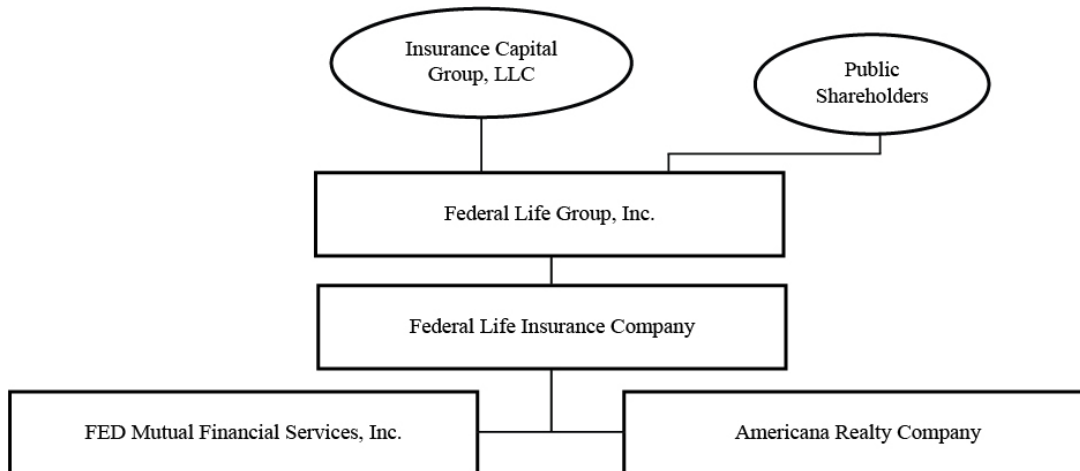 Insurance Capital
Group, LLC
Public
Shareholders
Federal Life Group, Inc.
Federal Life Insurance Company
FED Mutual Financial Services, Inc.
Americana Realty Company